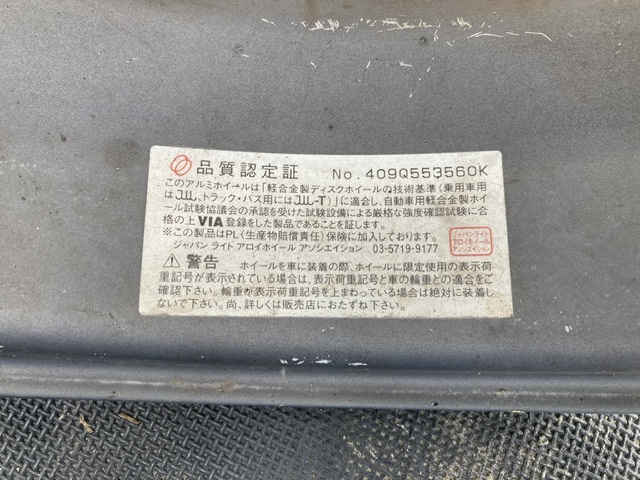 品質認定証 No.409Q553560K
このアルミホイールは「軽合金製ディスクホイールの技術基準(乗用車用
にはJWL,トラック・バス用にはJWL-T)」に適合し、自動車用軽合金製ホイ
ール試験協議会の承認を受けた試験設備による厳格な強度確認試験に合
格の上VIA登録をした製品であることを証します。
※この製品はPL(生産物賠償責任)保険に加入しております。
ジャパン ライト アロイホイール アソシエイション 03-5719-9177
ジャパンライト
アロイホイール
アソシエイション
⚠警告 ホイールを車に装着の際、ホイールに限定使用の表示荷
重記号が表示されている場合は、表示荷重記号と車の輪重との適合をご
確認下さい。輪重が表示荷重記号を上まわっている場合は絶対に装着し
ないで下さい。尚、詳しくは販売店におたずね下さい。